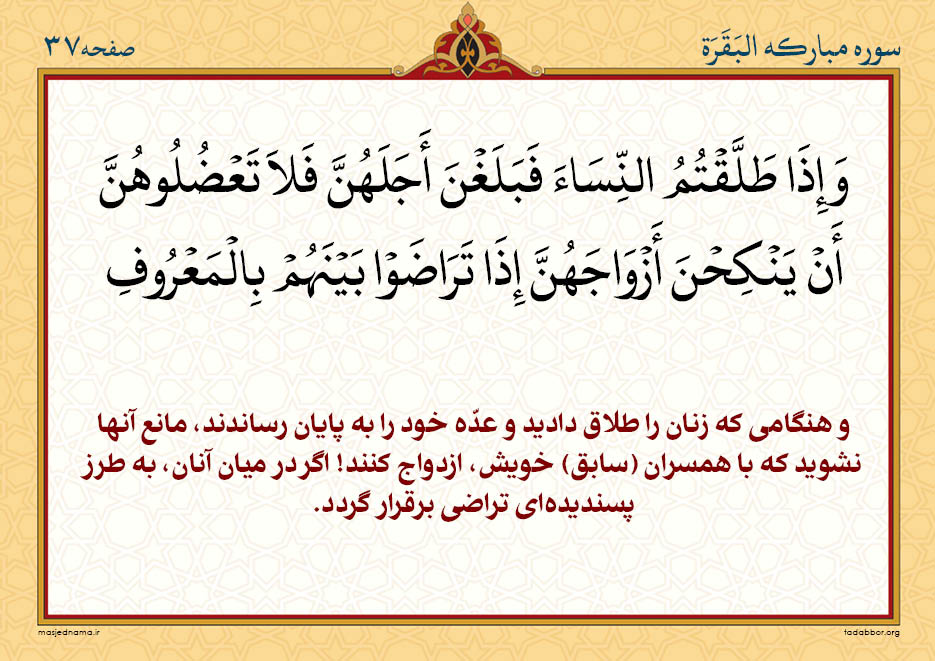 سوره مبارکه البَقَرَة
صفحه۳۷
وَإِذَا طَلَّقْتُمُ النِّسَاءَ فَبَلَغْنَ أَجَلَهُنَّ فَلاَ تَعْضُلُوهُنَّ
أَنْ يَنْكِحْنَ أَزْوَاجَهُنَّ إِذَا تَرَاضَوْا بَيْنَهُمْ بِالْمَعْرُوفِ
و هنگامی که زنان را طلاق دادید و عدّه خود را به پایان رساندند، مانع آنها
نشوید که با همسران (سابق) خویش، ازدواج کنند! اگر در میان آنان، به طرز
پسندیده‌ای تراضی برقرار گردد.
masjednama.ir
tadabbor.org